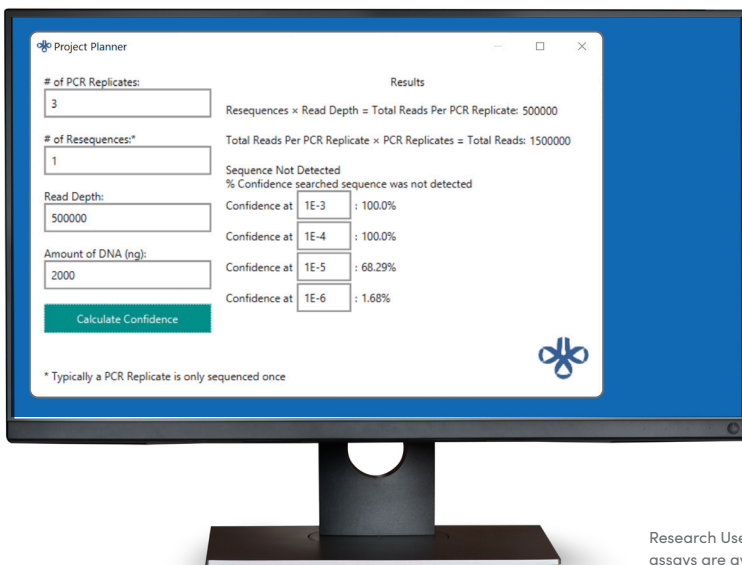 Project Planner
# of PCR Replicates:
3
# of Resequences:*
1
Read Depth:
500000
Amount of DNA (ng):
2000
Calculate Confidence
* Typically a PCR Replicate is only sequenced once
Results
Resequences × Read Depth = Total Reads Per PCR Replicate: 500000
Total Reads Per PCR Replicate × PCR Replicates = Total Reads: 1500000
Sequence Not Detected
% Confidence searched sequence was not detected
Confidence at 1E-3 : 100.0%
Confidence at 1E-4 : 100.0%
Confidence at 1E-5 : 68.29%
Confidence at 1E-6 : 1.68%
Research Use
assays are